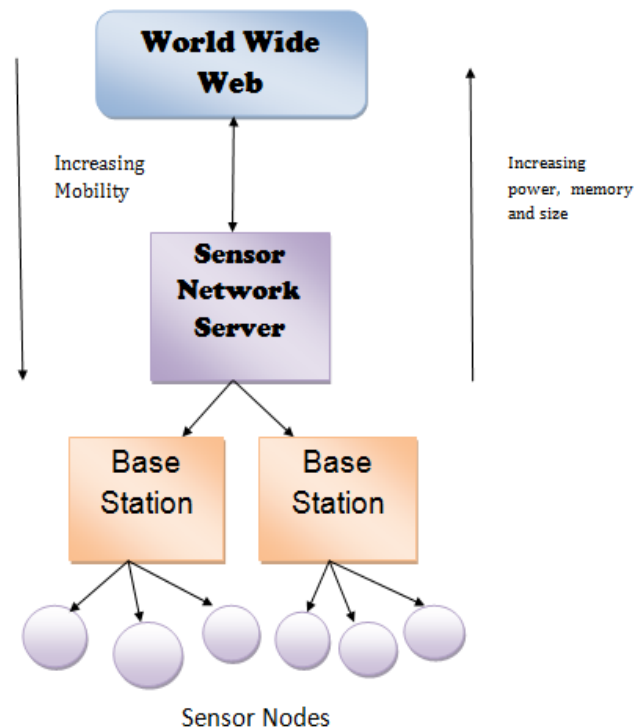 World Wide
Web
Increasing
Mobility
Increasing
power, memory
and size
Sensor
Network
Server
Base
Station
Base
Station
Sensor Nodes